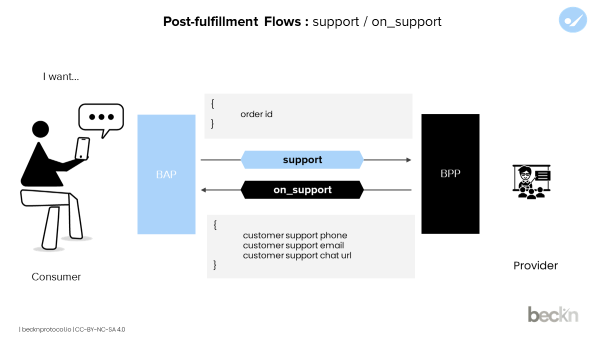 Post-fulfillment Flows : support / on_support
I want...
{
order id
}
BAP
support
BPP
on_support
{
customer support phone
customer support email
customer support chat url
}
Consumer
Provider
beckn
| becknprotocol.io | CC-BY-NC-SA 4.0